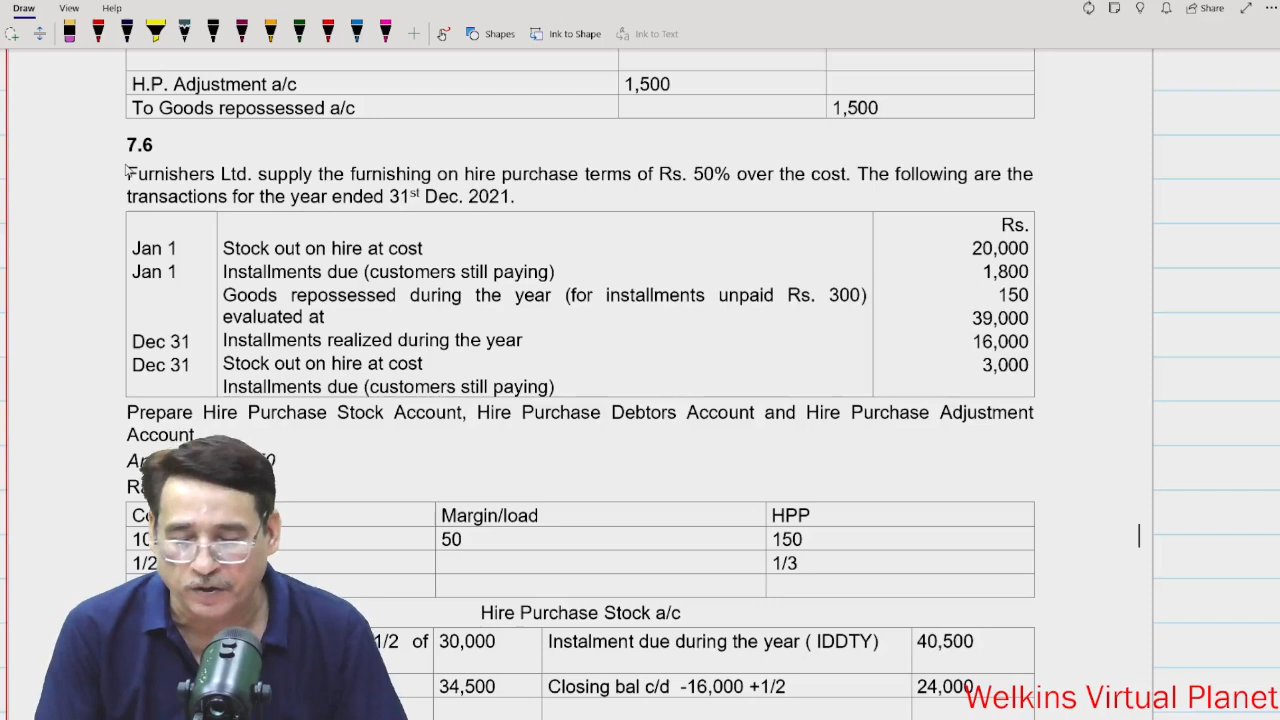 Draw View Help
Share
Shapes Ink to Shape Ink to Text
H.P. Adjustment a/c 1,500
To Goods repossessed a/c 1,500
7.6
Furnishers Ltd. supply the furnishing on hire purchase terms of Rs. 50% over the cost. The following are the
transactions for the year ended 31st Dec. 2021.
Rs.
Jan 1 Stock out on hire at cost 20,000
Jan 1 Installments due (customers still paying) 1,800
Goods repossessed during the year (for installments unpaid Rs. 300) 150
evaluated at 39,000
Dec 31 Installments realized during the year 16,000
Dec 31 Stock out on hire at cost 3,000
Installments due (customers still paying)
Prepare Hire Purchase Stock Account, Hire Purchase Debtors Account and Hire Purchase Adjustment
Account
Margin/load HPP
50 150
1/2 1/3
Hire Purchase Stock a/c
1/2 of 30,000 Instalment due during the year ( IDDTY) 40,500
34,500 Closing bal c/d -16,000 +1/2 24,000
Welkins Virtual Planet